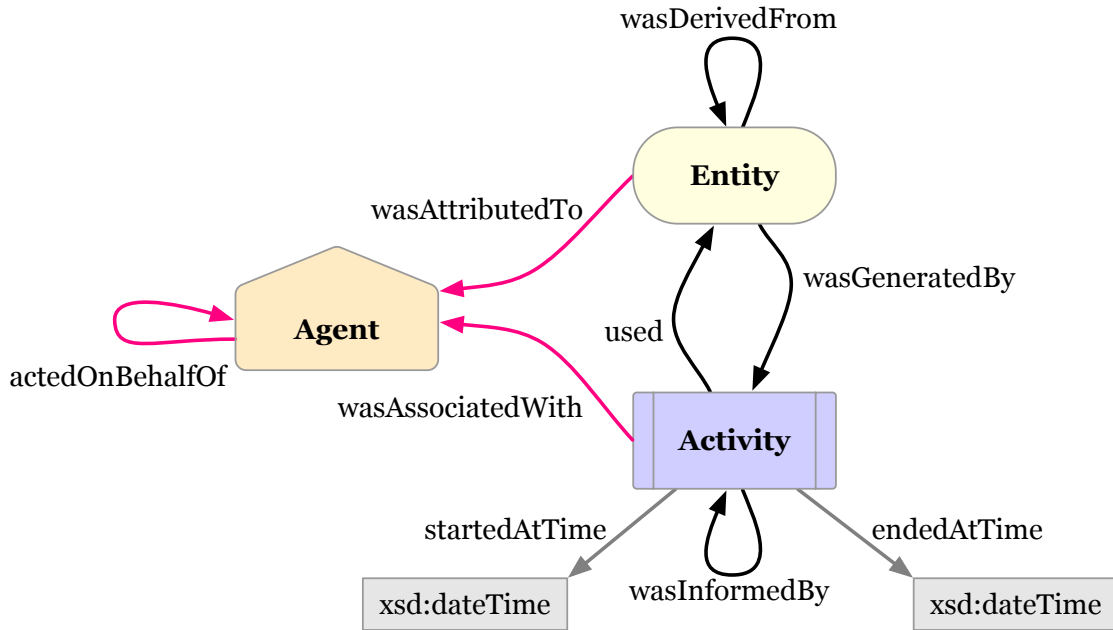 wasDerivedFrom
Entity
wasAttributedTo
wasGeneratedBy
Agent
used
actedOnBehalfOf
wasAssociatedWith
Activity
startedAtTime
endedAtTime
wasInformedBy
xsd:dateTime
xsd:dateTime